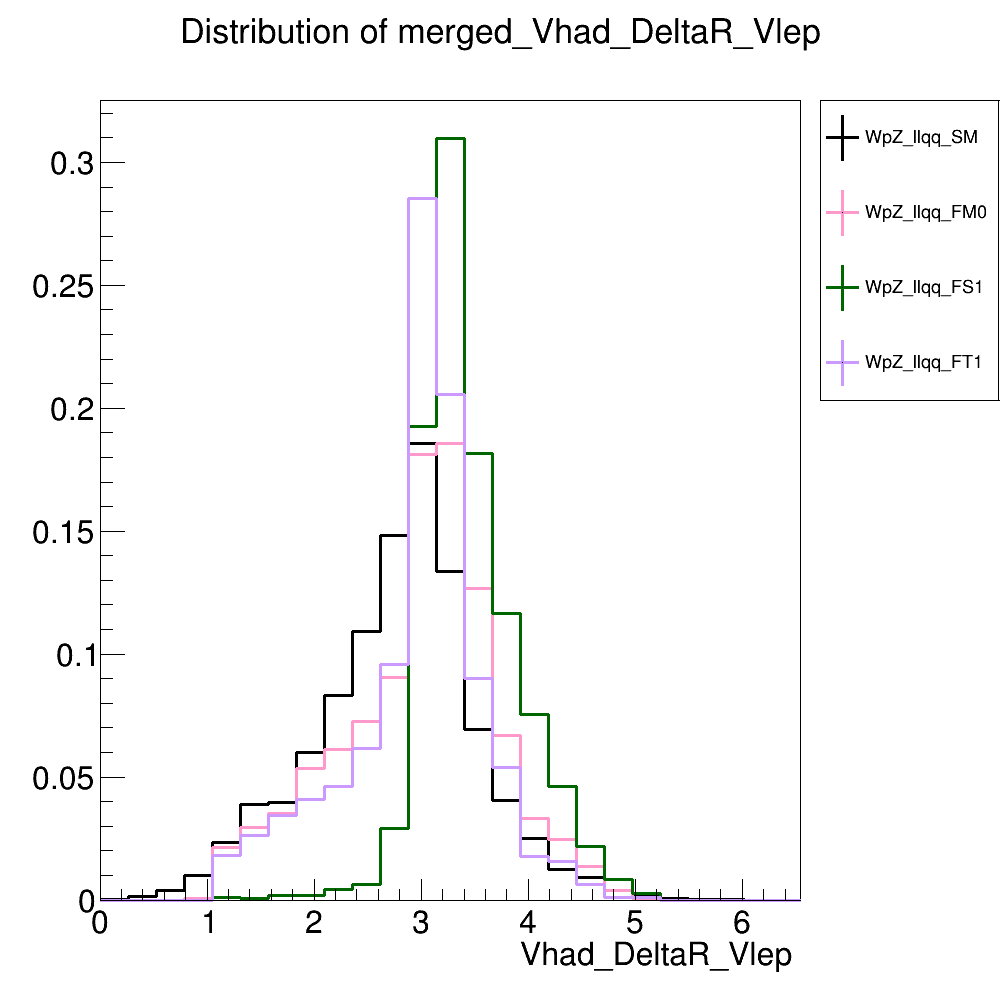 Distribution of merged_Vhad_DeltaR_Vlep
0.3
0.25
0.2
0.15
0.1
0.05
0
0 1 2 3 4 5 6
Vhad_DeltaR_Vlep
WpZ_llqq_SM
WpZ_llqq_FM0
WpZ_llqq_FS1
WpZ_llqq_FT1